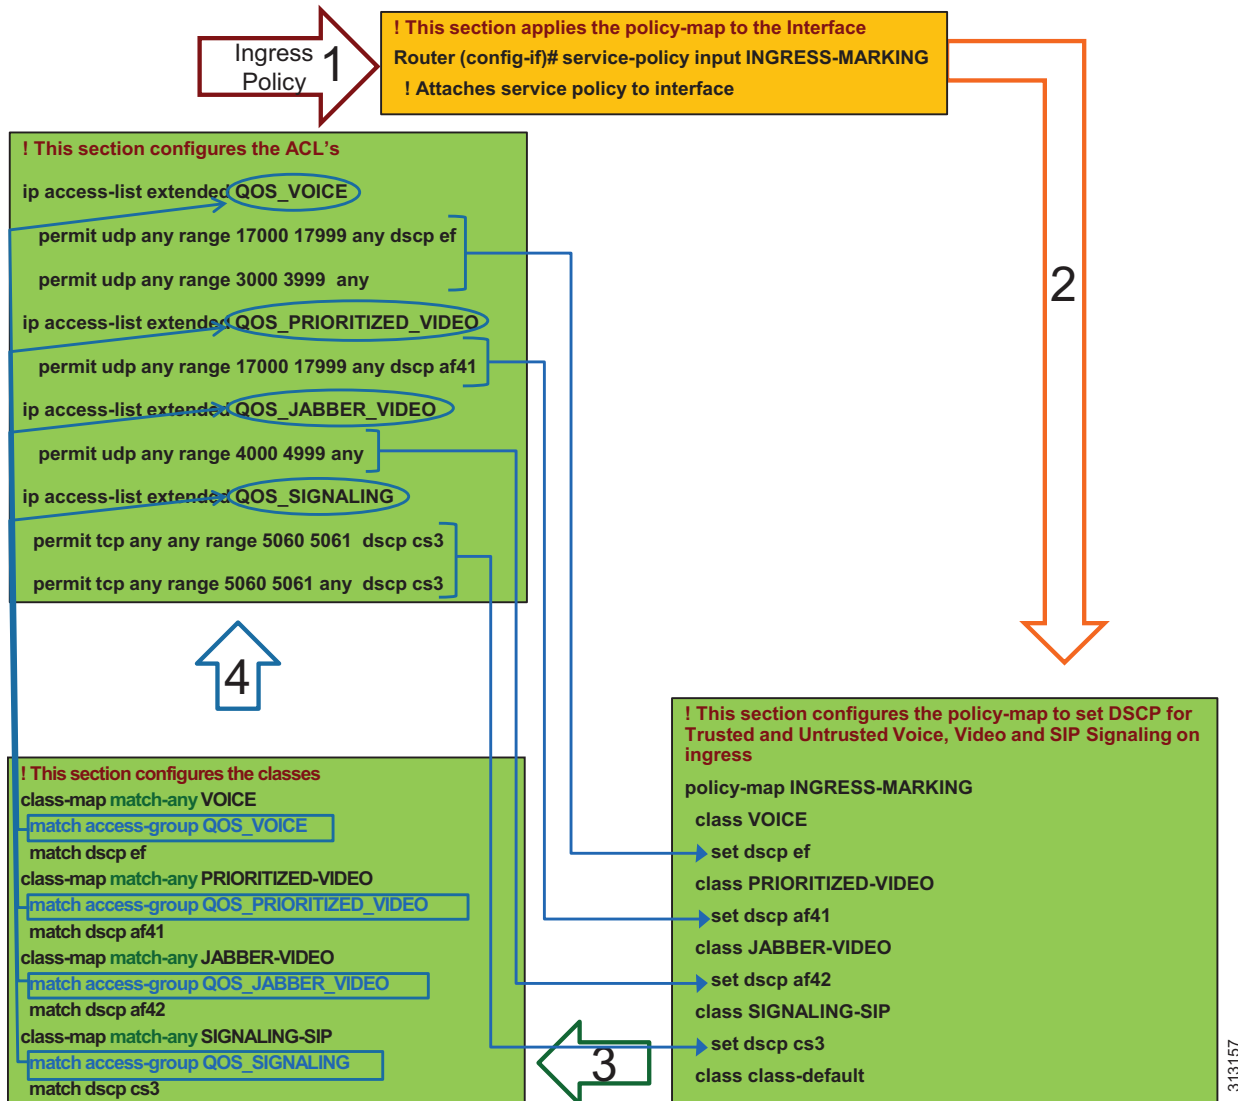 Ingress
Policy
1
! This section applies the policy-map to the Interface
Router (config-if)# service-policy input INGRESS-MARKING
! Attaches service policy to interface
2
! This section configures the ACL's
ip access-list extended QOS_VOICE
permit udp any range 17000 17999 any dscp ef
permit udp any range 3000 3999 any
ip access-list extended QOS_PRIORITIZED_VIDEO
permit udp any range 17000 17999 any dscp af41
ip access-list extended QOS_JABBER_VIDEO
permit udp any range 4000 4999 any
ip access-list extended QOS_SIGNALING
permit tcp any any range 5060 5061 dscp cs3
permit tcp any range 5060 5061 any dscp cs3
4
! This section configures the classes
class-map match-any VOICE
match access-group QOS_VOICE
match dscp ef
class-map match-any PRIORITIZED-VIDEO
match access-group QOS_PRIORITIZED_VIDEO
match dscp af41
class-map match-any JABBER-VIDEO
match access-group QOS_JABBER_VIDEO
match dscp af42
class-map match-any SIGNALING-SIP
match access-group QOS_SIGNALING
match dscp cs3
3
! This section configures the policy-map to set DSCP for
Trusted and Untrusted Voice, Video and SIP Signaling on
ingress
policy-map INGRESS-MARKING
class VOICE
set dscp ef
class PRIORITIZED-VIDEO
set dscp af41
class JABBER-VIDEO
set dscp af42
class SIGNALING-SIP
set dscp cs3
class class-default
313157